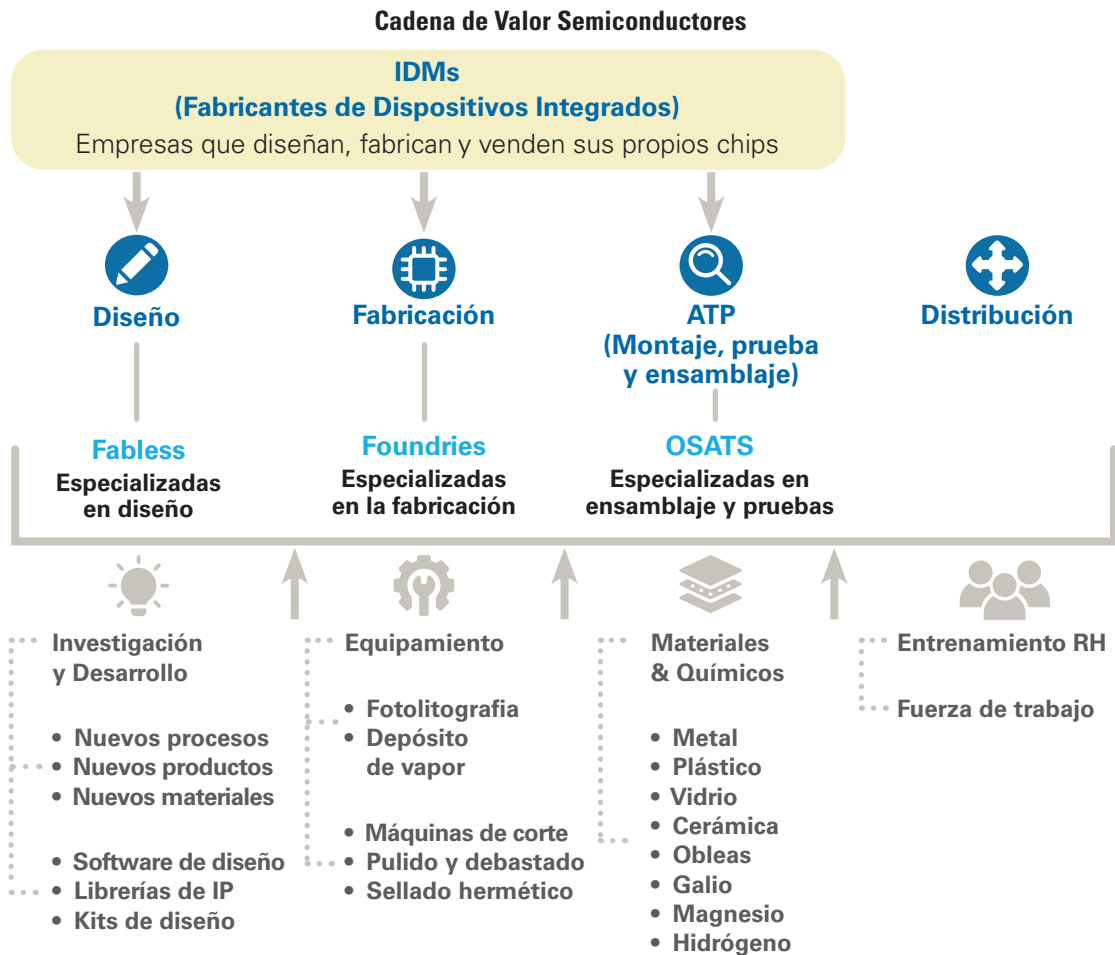 Cadena de Valor Semiconductores
IDMs
(Fabricantes de Dispositivos Integrados)
Empresas que diseñan, fabrican y venden sus propios chips
Diseño
Fabricación
ATP
(Montaje, prueba
y ensamblaje)
Distribución
Fabless
Especializadas
en diseño
Foundries
Especializadas
en la fabricación
OSATS
Especializadas en
ensamblaje y pruebas
Investigación
y Desarrollo
• Nuevos procesos
• Nuevos productos
• Nuevos materiales
• Software de diseño
• Librerías de IP
• Kits de diseño
Equipamiento
• Fotolitografia
• Depósito
de vapor
• Máquinas de corte
• Pulido y debastado
• Sellado hermético
Materiales
& Químicos
• Metal
• Plástico
• Vidrio
• Cerámica
• Obleas
• Galio
• Magnesio
• Hidrógeno
Entrenamiento RH
Fuerza de trabajo